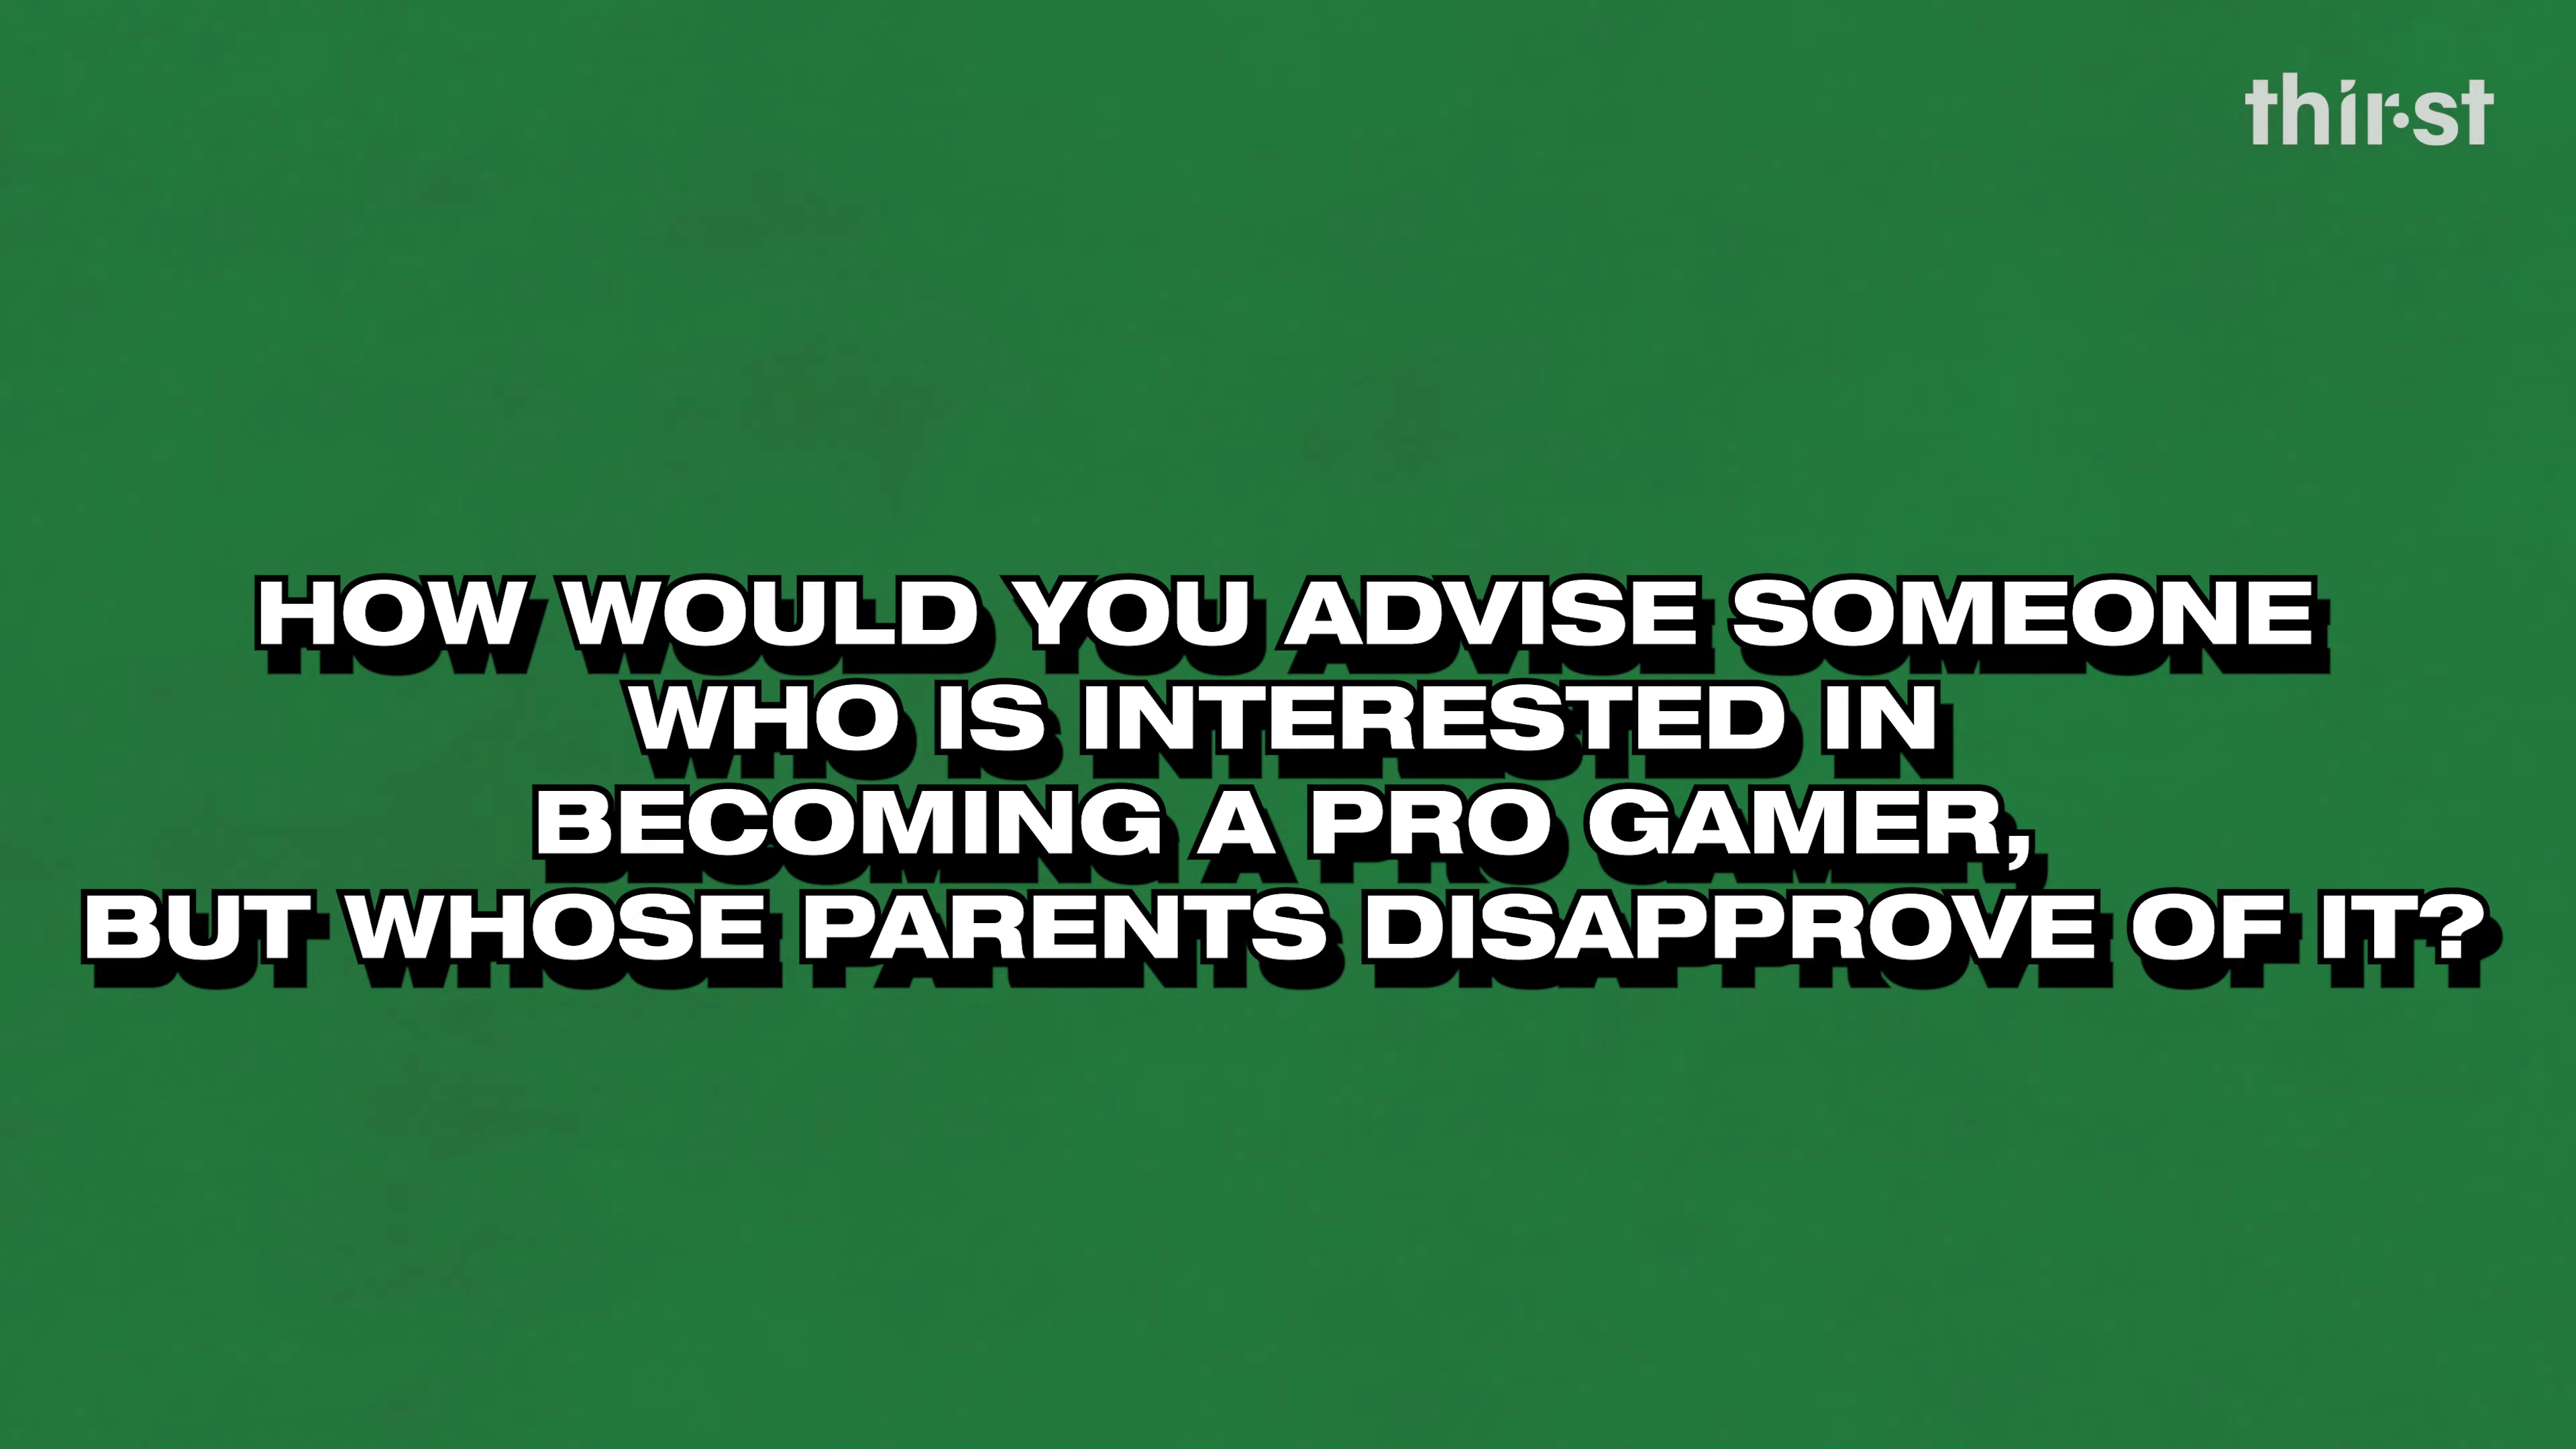 thir.st
HOW WOULD YOU ADVISE SOMEONE
WHO IS INTERESTED IN
BECOMING A PRO GAMER,
BUT WHOSE PARENTS DISAPPROVE OF IT?